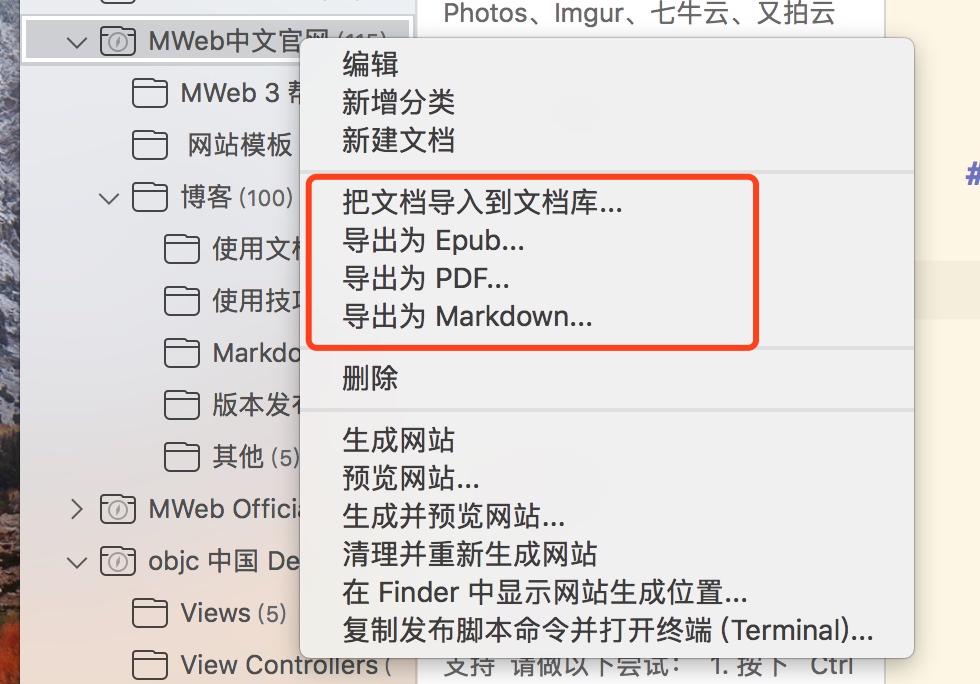 Photos、Imgur、七牛云、又拍云
MWeb中文官网 (115)
MWeb 3 帮
网站模板
博客 (100)
使用文档
使用技巧
Markdo
版本发布
其他 (5)
MWeb Officia
objc 中国 De
Views (5)
View Controllers (
编辑
新增分类
新建文档
把文档导入到文档库...
导出为 Epub...
导出为 PDF...
导出为 Markdown...
删除
生成网站
预览网站...
生成并预览网站...
清理并重新生成网站
在 Finder 中显示网站生成位置...
复制发布脚本命令并打开终端 (Terminal)...
支持 请做以下尝试： 1. 按下 Ctrl
#